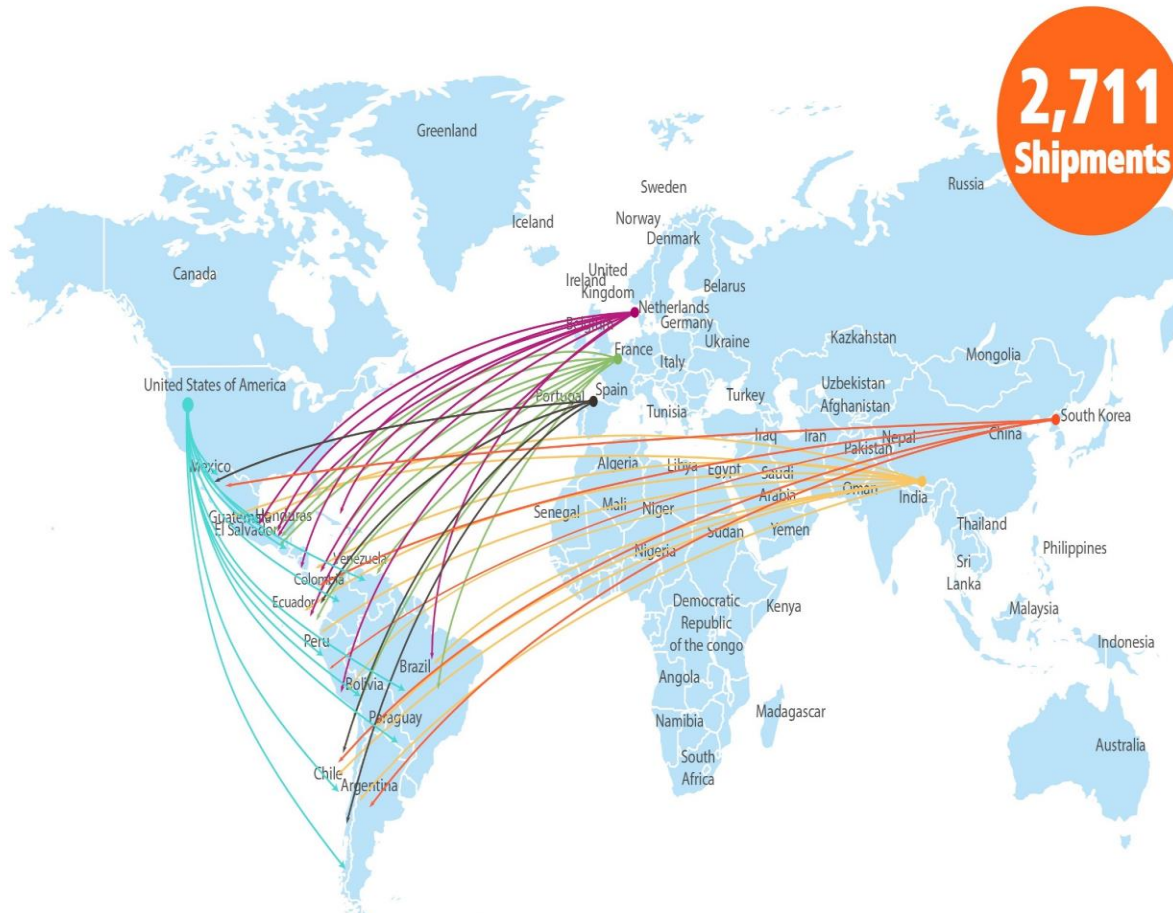 2,711
Shipments
Greenland
Russia
Sweden
Iceland
Norway
Denmark
Canada
United
Kingdom
Ireland
Belarus
Netherlands
Belgium
Germany
Ukraine
Kazakhstan
Mongolia
France
Italy
United States of America
Uzbekistan
Afghanistan
Spain
Portugal
Turkey
Tunisia
South Korea
China
Iraq
Iran
Nepal
Pakistan
Mexico
Algeria
Libya
Egypt
Saudi
Arabia
Oman
India
Mali
Niger
Senegal
Guatemala
Honduras
El Salvador
Sudan
Yemen
Thailand
Philippines
Nigeria
Venezuela
Sri
Lanka
Colombia
Ecuador
Democratic
Republic
of the congo
Kenya
Malaysia
Peru
Indonesia
Brazil
Bolivia
Angola
Paraguay
Namibia
Madagascar
Australia
South
Africa
Chile
Argentina